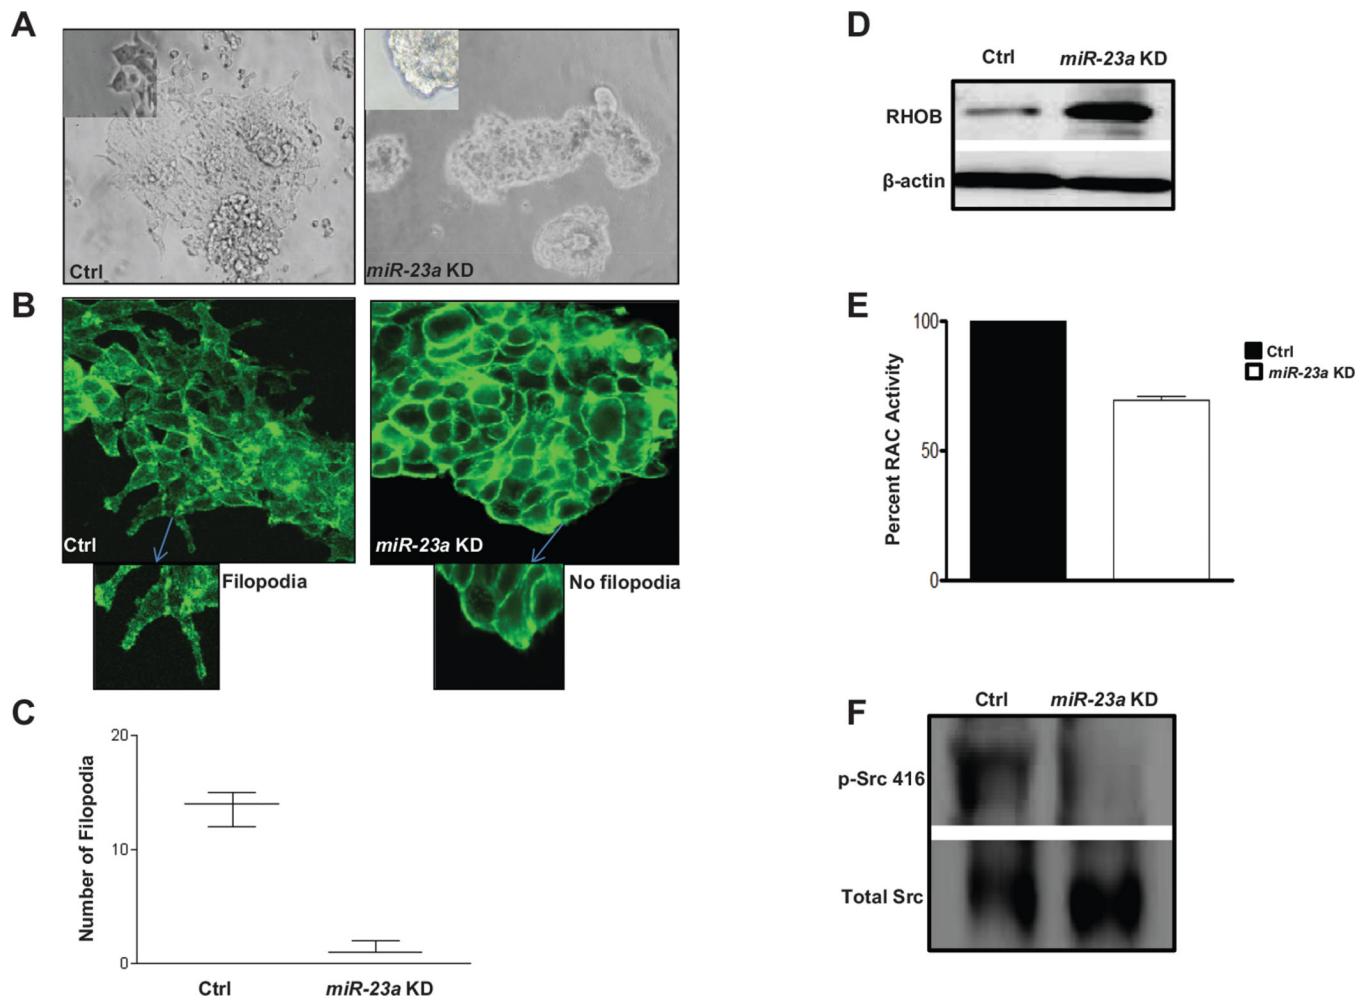 A
Ctrl
miR-23a KD
B
Ctrl
miR-23a KD
Filopodia
No filopodia
C
20
10
0
Number of Filopodia
Ctrl
miR-23a KD
D
Ctrl
miR-23a KD
RHOB
β-actin
E
100
50
0
Percent RAC Activity
Ctrl
miR-23a KD
F
Ctrl
miR-23a KD
p-Src 416
Total Src